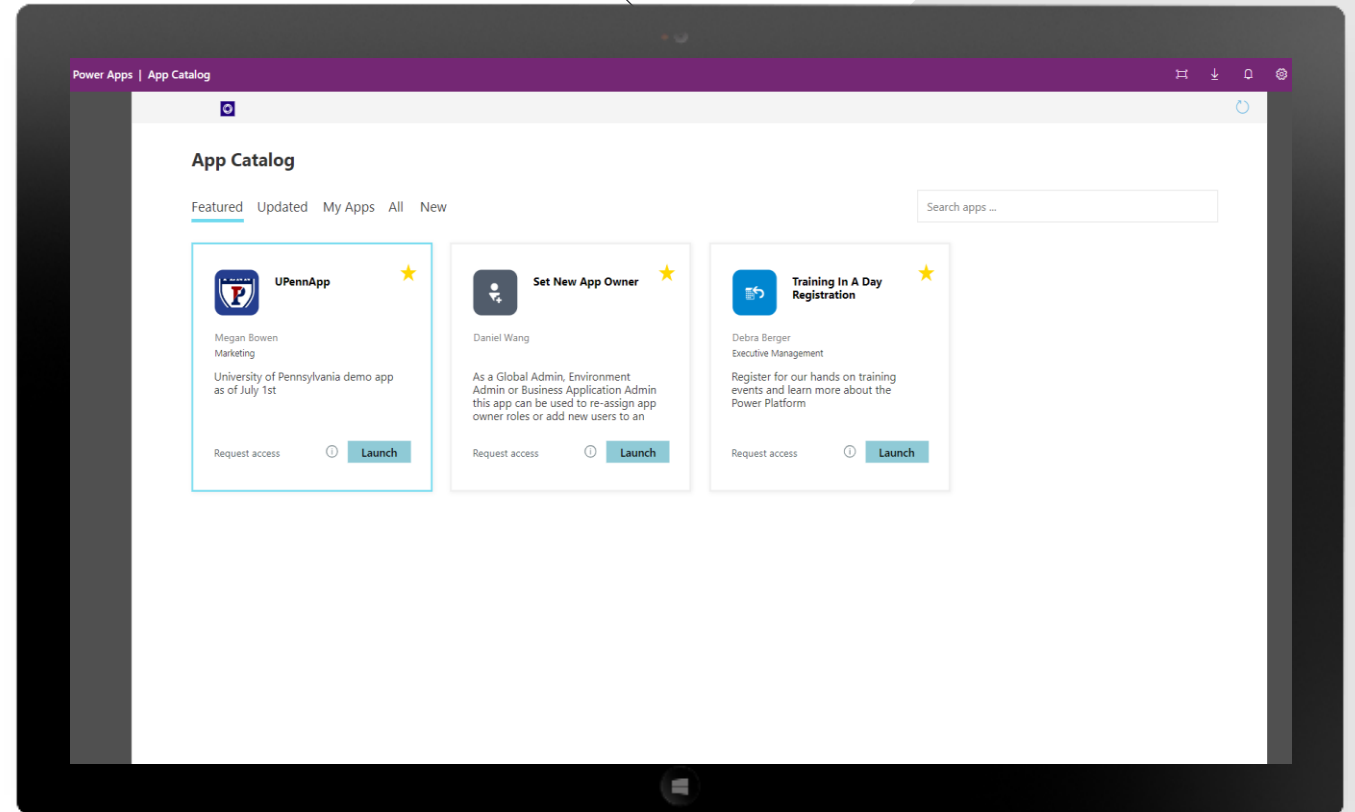 Power Apps | App Catalog
App Catalog
Featured Updated My Apps All New
Search apps ...
UPennApp
Megan Bowen
Marketing
University of Pennsylvania demo app
as of July 1st
Request access
Launch
Set New App Owner
Daniel Wang
As a Global Admin, Environment
Admin or Business Application Admin
this app can be used to re-assign app
owner roles or add new users to an
Request access
Launch
Training In A Day
Registration
Debra Berger
Executive Management
Register for our hands on training
events and learn more about the
Power Platform
Request access
Launch